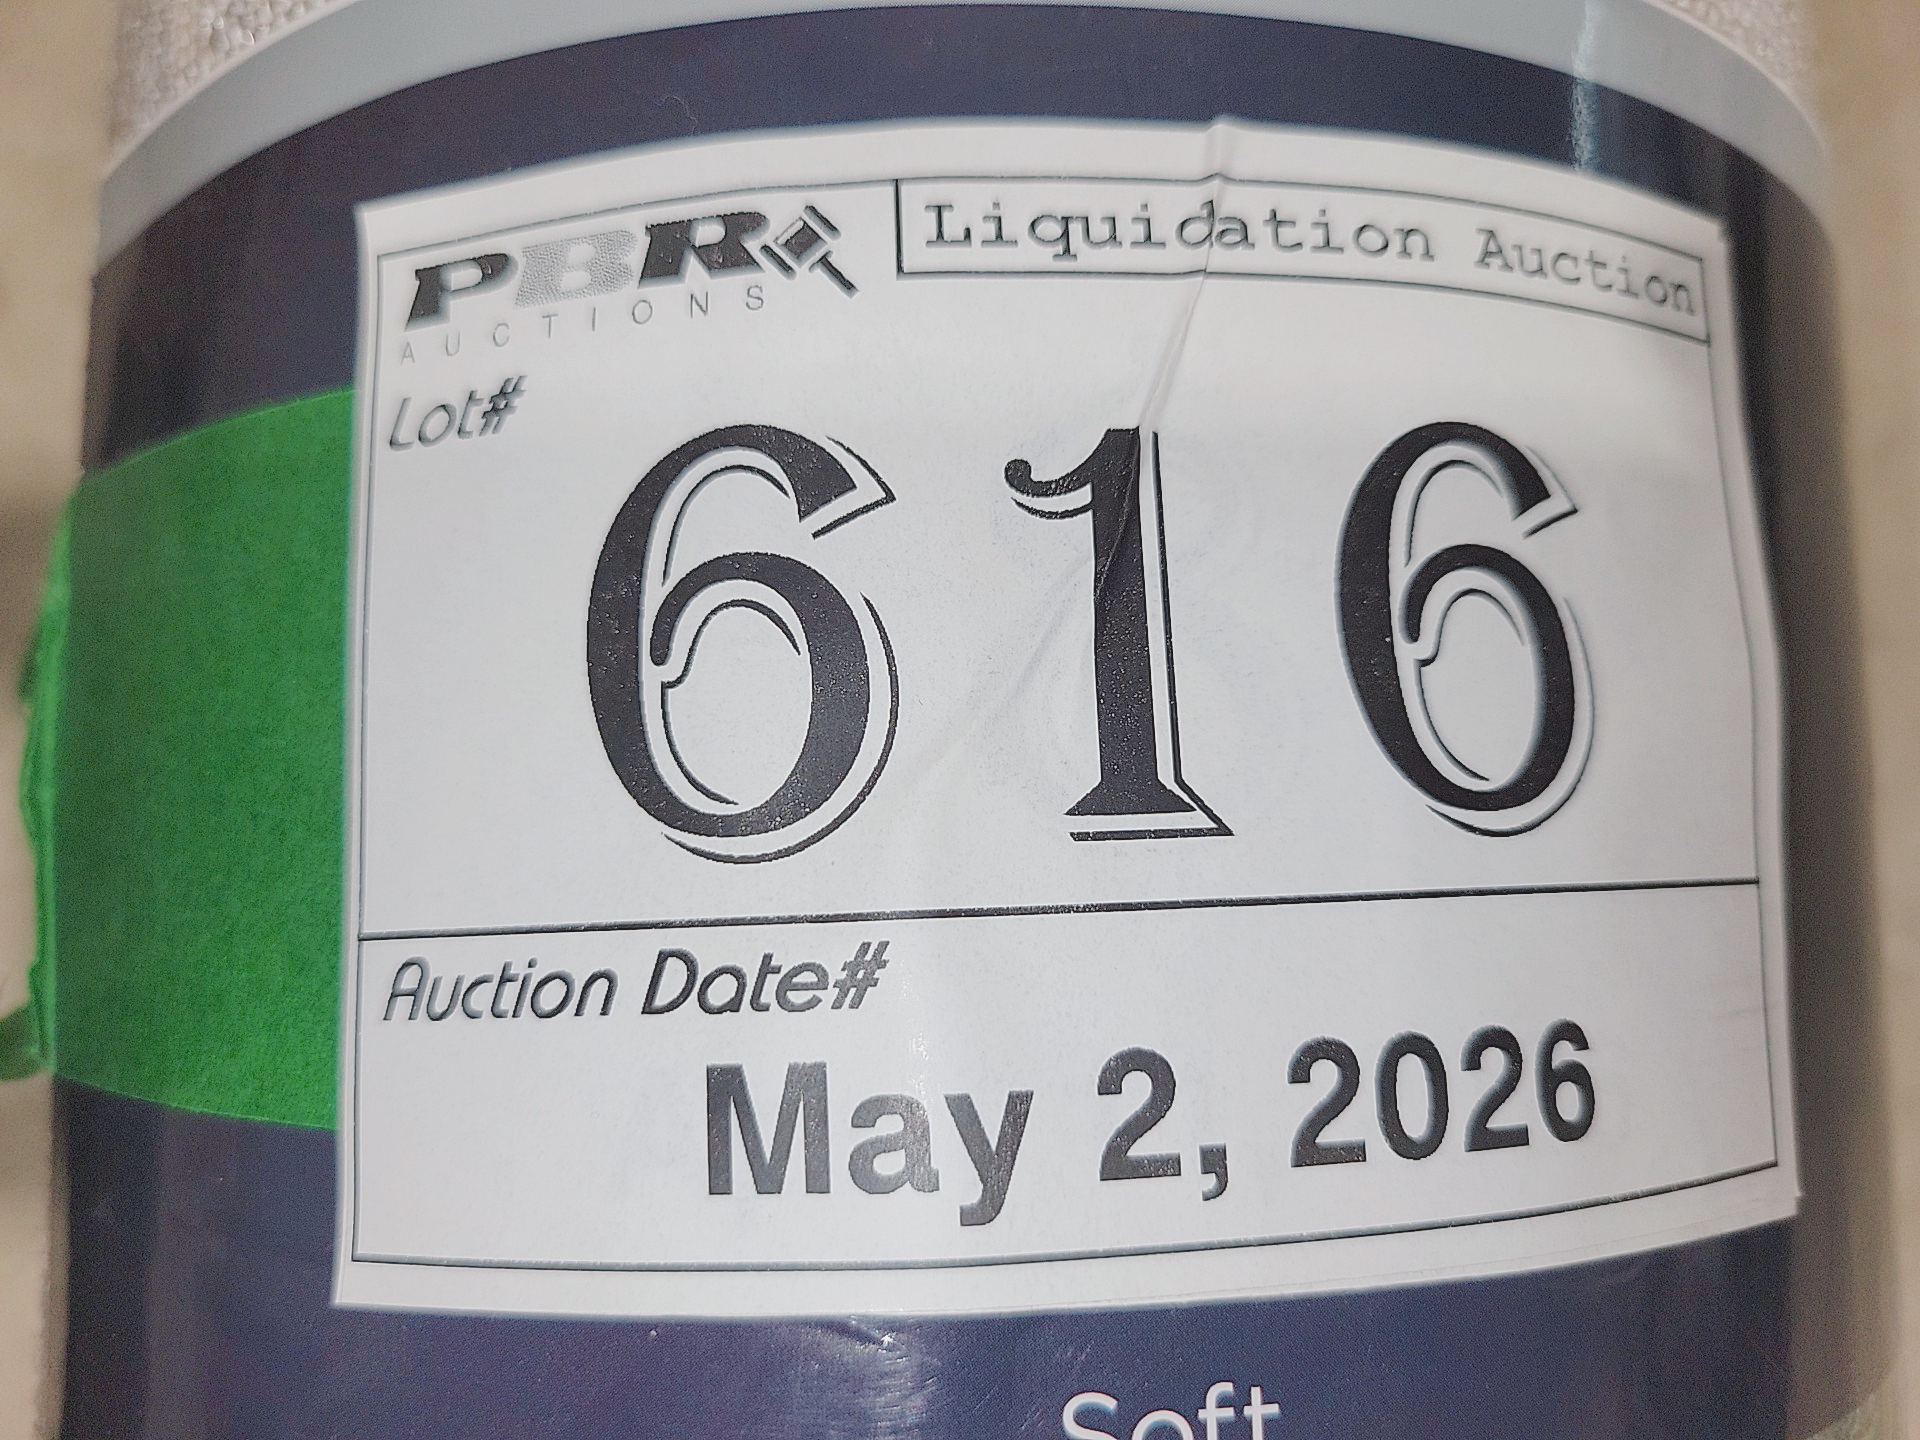 PBR
AUCTIONS
Liquidation Auction
Lot#
616
Auction Date#
May 2, 2026
Soft